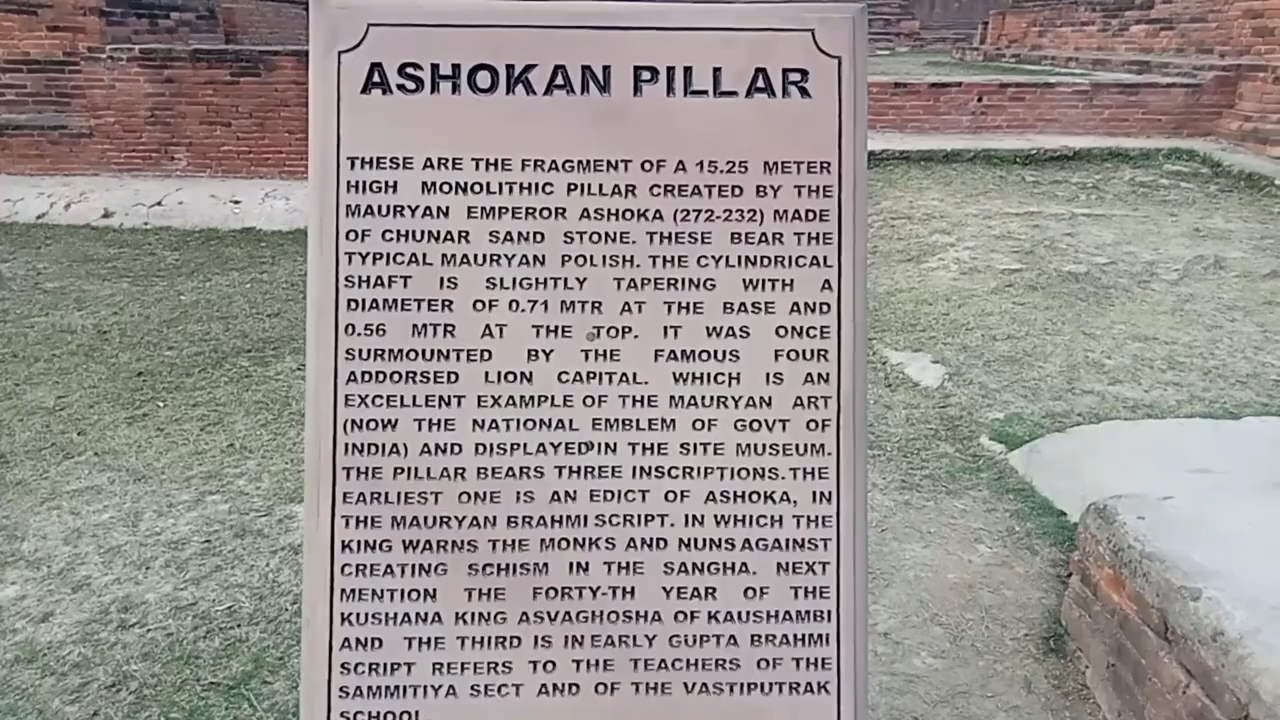 ASHOKAN PILLAR
THESE ARE THE FRAGMENT OF A 15.25 METER
HIGH MONOLITHIC PILLAR CREATED BY THE
MAURYAN EMPEROR ASHOKA (272-232) MADE
OF CHUNAR SAND STONE. THESE BEAR THE
TYPICAL MAURYAN POLISH. THE CYLINDRICAL
SHAFT IS SLIGHTLY TAPERING WITH A
DIAMETER OF 0.71 MTR AT THE BASE AND
0.56 MTR AT THE TOP. IT WAS ONCE
SURMOUNTED BY THE FAMOUS FOUR
ADDORSED LION CAPITAL. WHICH IS AN
EXCELLENT EXAMPLE OF THE MAURYAN ART
(NOW THE NATIONAL EMBLEM OF GOVT OF
INDIA) AND DISPLAYED IN THE SITE MUSEUM.
THE PILLAR BEARS THREE INSCRIPTIONS. THE
EARLIEST ONE IS AN EDICT OF ASHOKA, IN
THE MAURYAN BRAHMI SCRIPT. IN WHICH THE
KING WARNS THE MONKS AND NUNS AGAINST
CREATING SCHISM IN THE SANGHA. NEXT
MENTION THE FORTY-TH YEAR OF THE
KUSHANA KING ASVAGHOSHA OF KAUSHAMBI
AND THE THIRD IS IN EARLY GUPTA BRAHMI
SCRIPT REFERS TO THE TEACHERS OF THE
SAMMITIYA SECT AND OF THE VASTIPUTRAK
SCHOOL